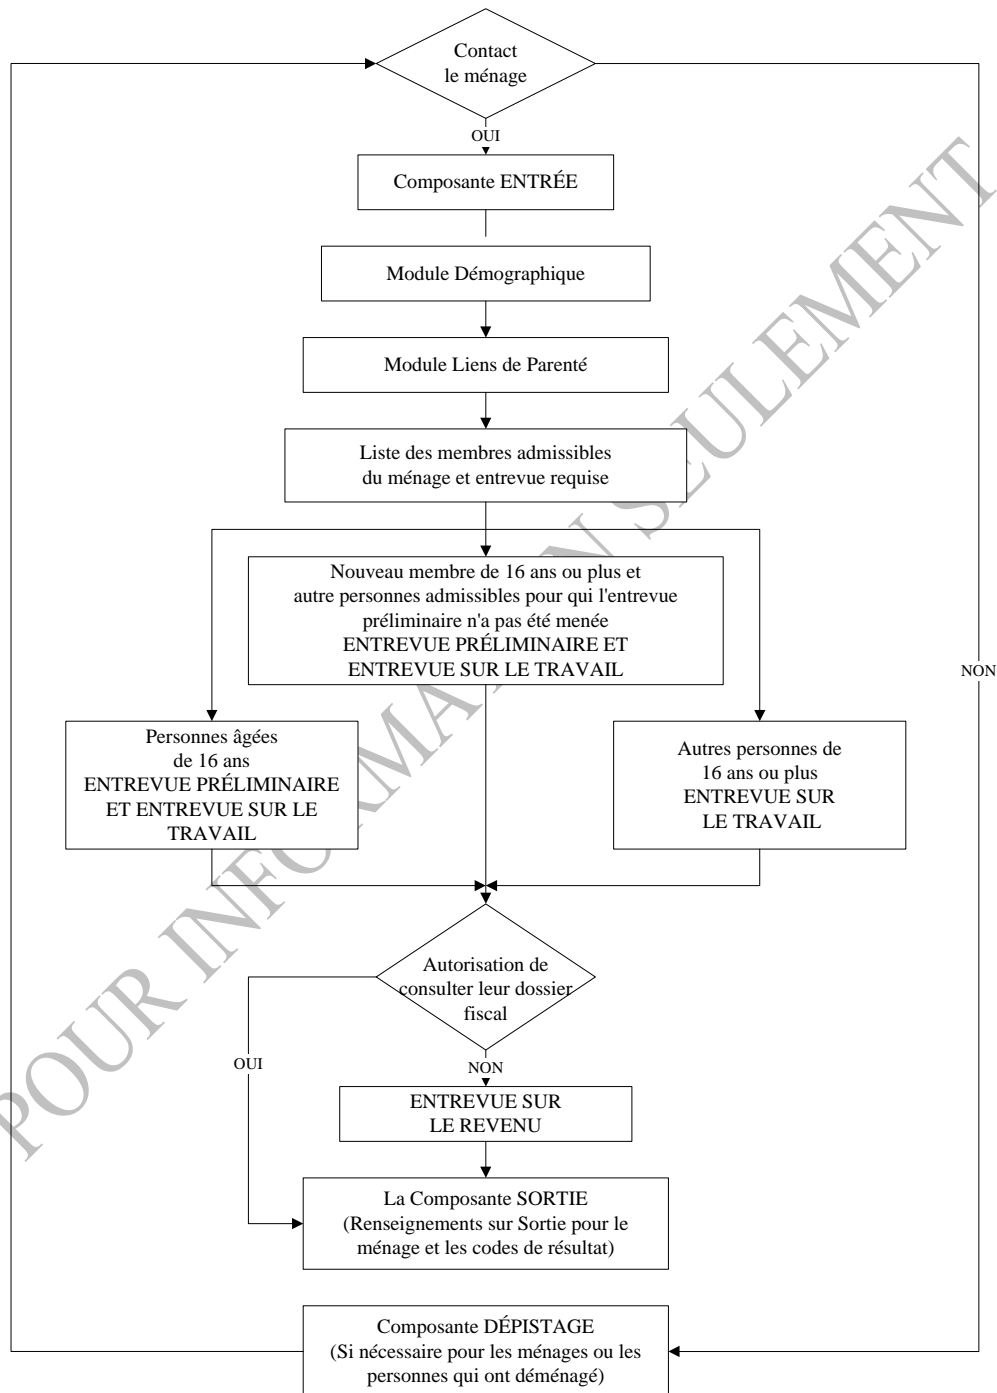 Contact
le ménage
OUI
Composante ENTRÉE
Module Démographique
Module Liens de Parenté
Liste des membres admissibles
du ménage et entrevue requise
Nouveau membre de 16 ans ou plus et
autre personnes admissibles pour qui l'entrevue
préliminaire n'a pas été menée
ENTREVUE PRÉLIMINAIRE ET
ENTREVUE SUR LE TRAVAIL
NON
Personnes âgées
de 16 ans
ENTREVUE PRÉLIMINAIRE
ET ENTREVUE SUR LE
TRAVAIL
Autres personnes de
16 ans ou plus
ENTREVUE SUR
LE TRAVAIL
Autorisation de
consulter leur dossier
fiscal
OUI
NON
ENTREVUE SUR
LE REVENU
La Composante SORTIE
(Renseignements sur Sortie pour le
ménage et les codes de résultat)
Composante DÉPISTAGE
(Si nécessaire pour les ménages ou les
personnes qui ont déménagé)
POUR INFORMATION SEULEMENT